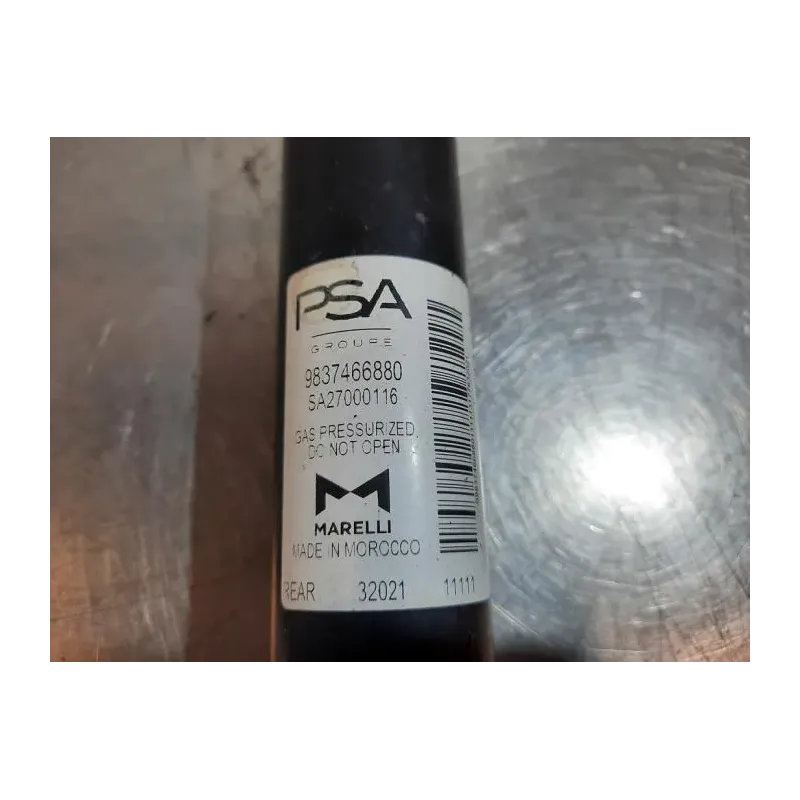 PSA
GROUPE
9837466880
SA27000116
GAS PRESSURIZED
DO NOT OPEN
MARELLI
MADE IN MOROCCO
REAR 32021 11111